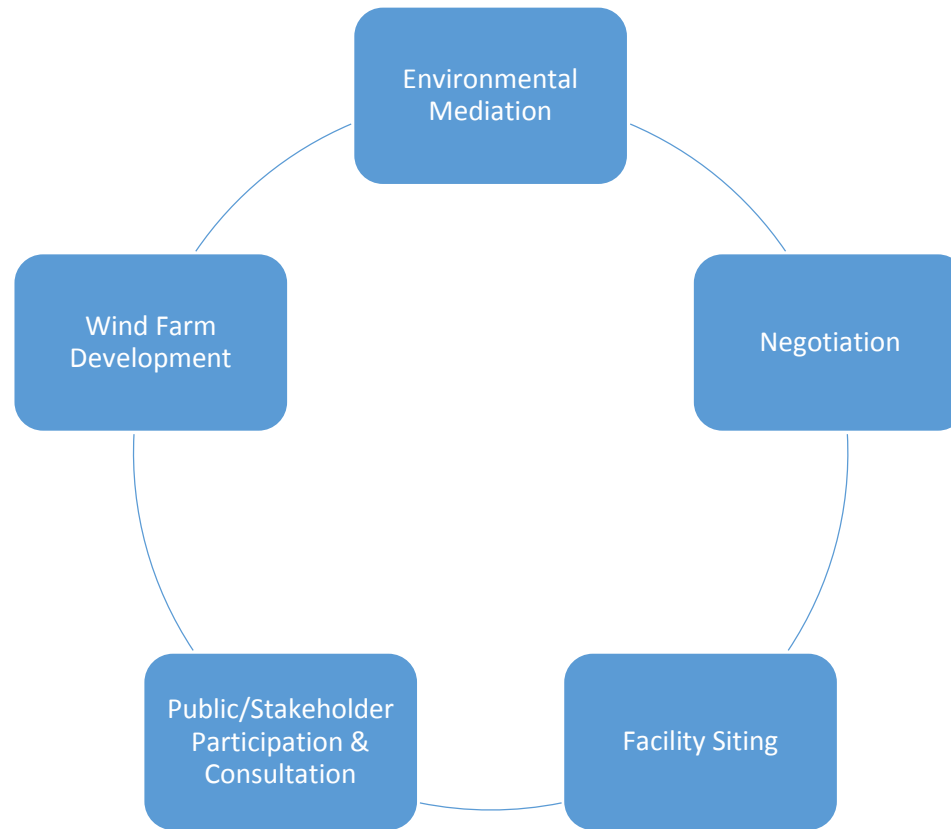 Environmental
Mediation
Wind Farm
Development
Negotiation
Public/Stakeholder
Participation &
Consultation
Facility Siting